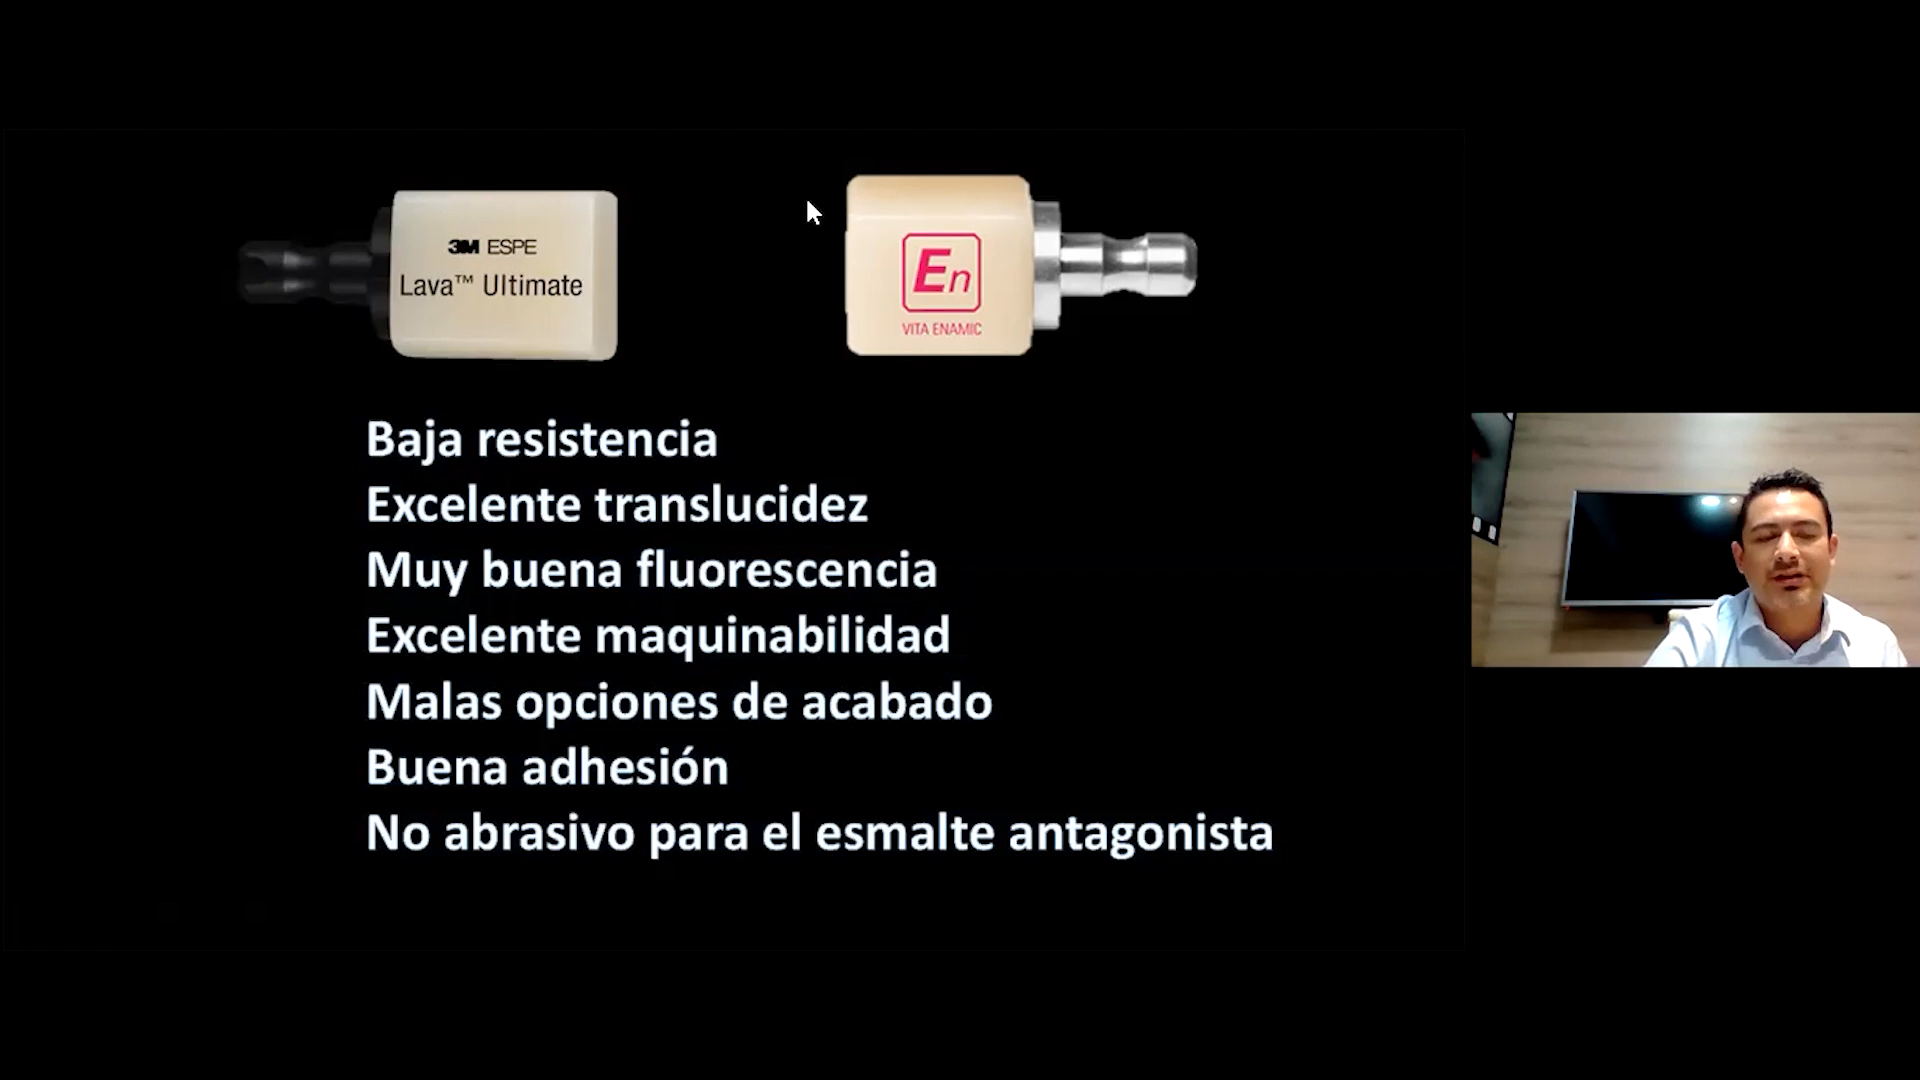 3M ESPE
Lava™ Ultimate
En
VITA ENAMIC
Baja resistencia
Excelente translucidez
Muy buena fluorescencia
Excelente maquinabilidad
Malas opciones de acabado
Buena adhesión
No abrasivo para el esmalte antagonista